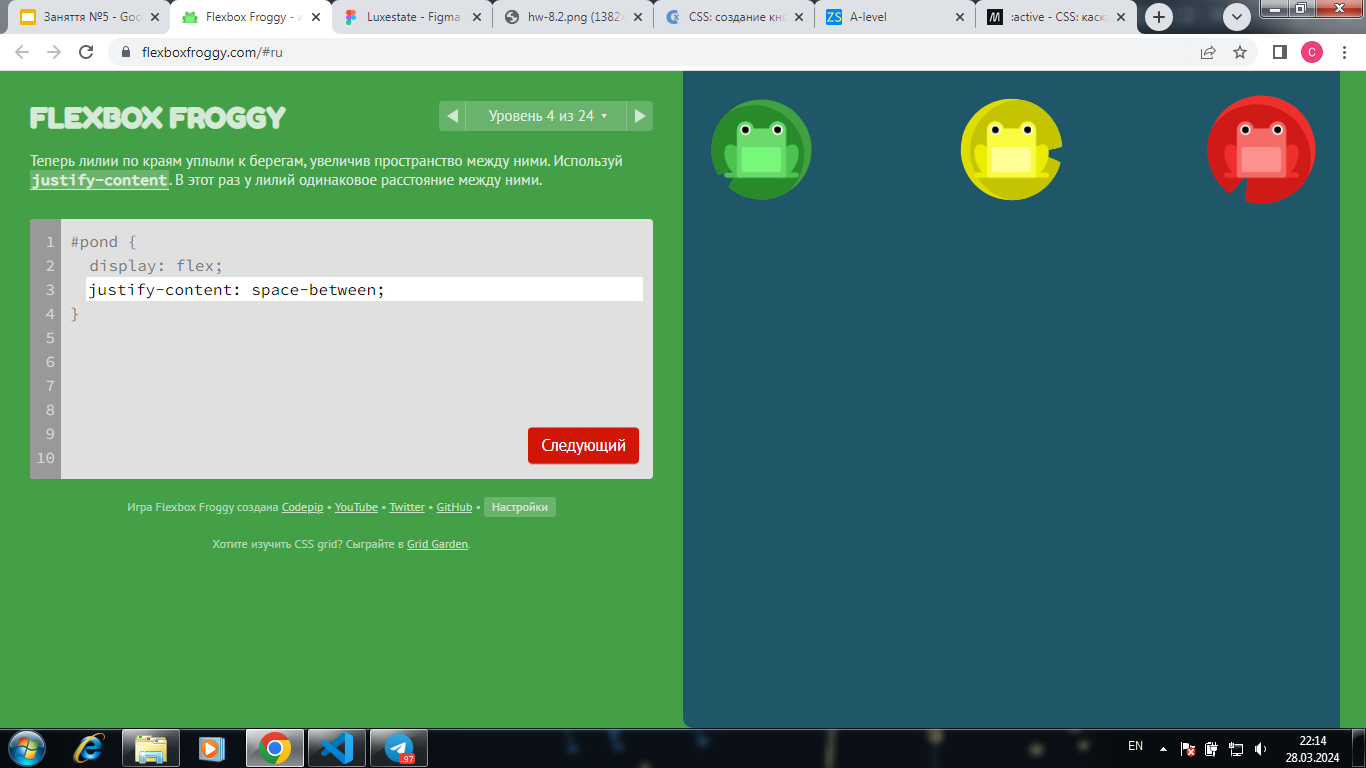 Заняття №5 - Goo
Flexbox Froggy - и
Luxestate - Figma
hw-8.2.png (1382×
CSS: создание кно
ZS
A-level
M
:active - CSS: каска
flexboxfroggy.com/#ru
C
FLEXBOX FROGGY
Уровень 4 из 24
Теперь лилии по краям уплыли к берегам, увеличив пространство между ними. Используй
justify-content. В этот раз у лилий одинаковое расстояние между ними.
1 #pond {
2 display: flex;
3 justify-content: space-between;
4 }
5
6
7
8
9
10
Следующий
Игра Flexbox Froggy создана Codepip • YouTube • Twitter • GitHub • Настройки
Хотите изучить CSS grid? Сыграйте в Grid Garden.
97
EN
22:14
28.03.2024